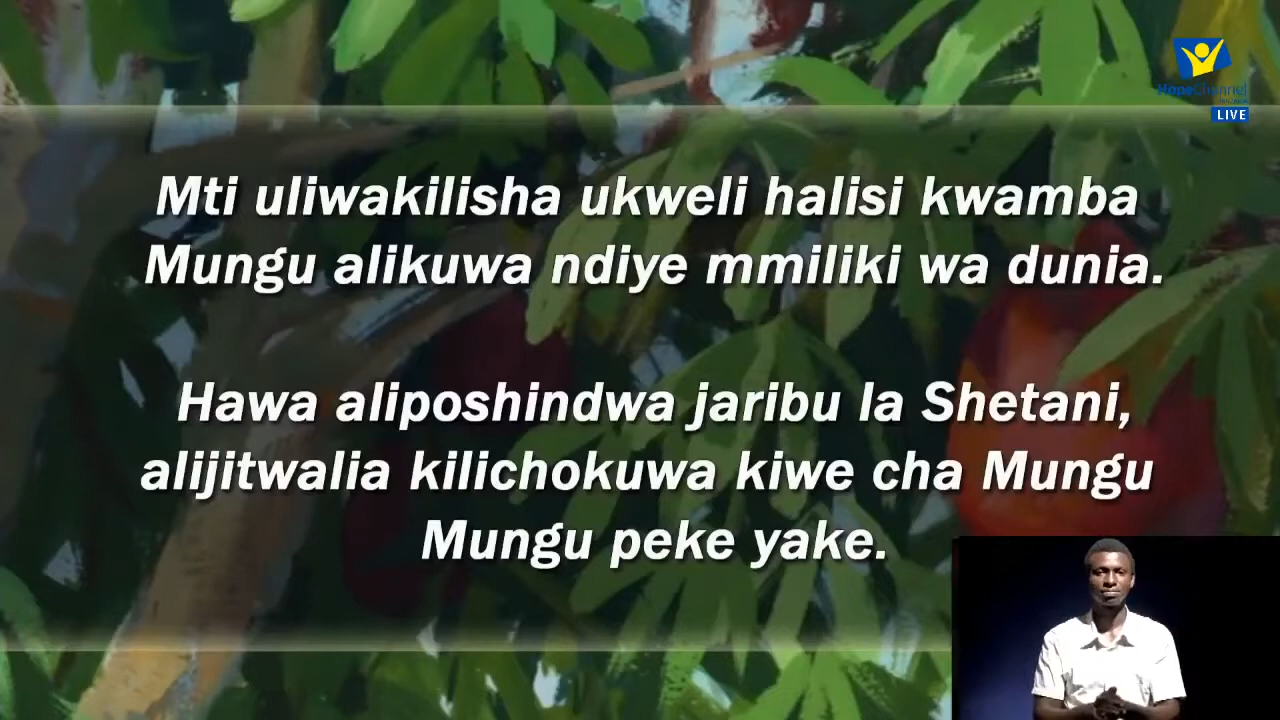 HopeChannel
LIVE
Mti uliwakilisha ukweli halisi kwamba
Mungu alikuwa ndiye mmiliki wa dunia.
Hawa aliposhindwa jaribu la Shetani,
alijitwalia kilichokuwa kiwe cha Mungu
Mungu peke yake.